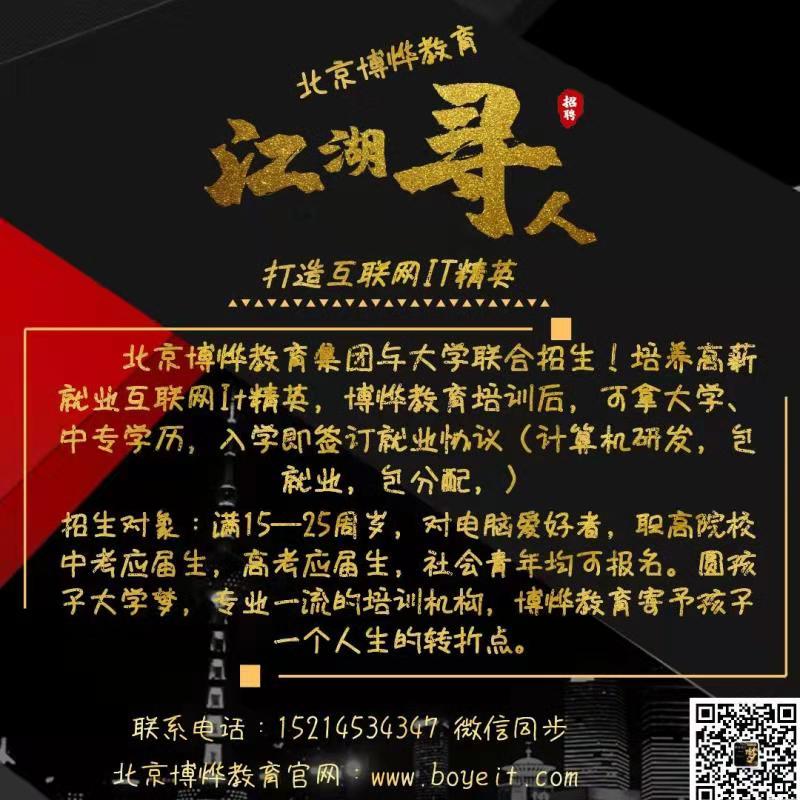 北京博烨教育
江湖寻人
招聘
打造互联网IT精英
北京博烨教育集团与大学联合招生！培养高薪
就业互联网It精英，博烨教育培训后，可拿大学、
中专学历，入学即签订就业协议（计算机研发，包
就业，包分配，）
招生对象：满15—25周岁，对电脑爱好者，职高院校
中考应届生，高考应届生，社会青年均可报名。圆孩
子大学梦，专业一流的培训机构，博烨教育寄予孩子
一个人生的转折点。
联系电话：15214534347 微信同步
北京博烨教育官网：www.boyeit.com
梦